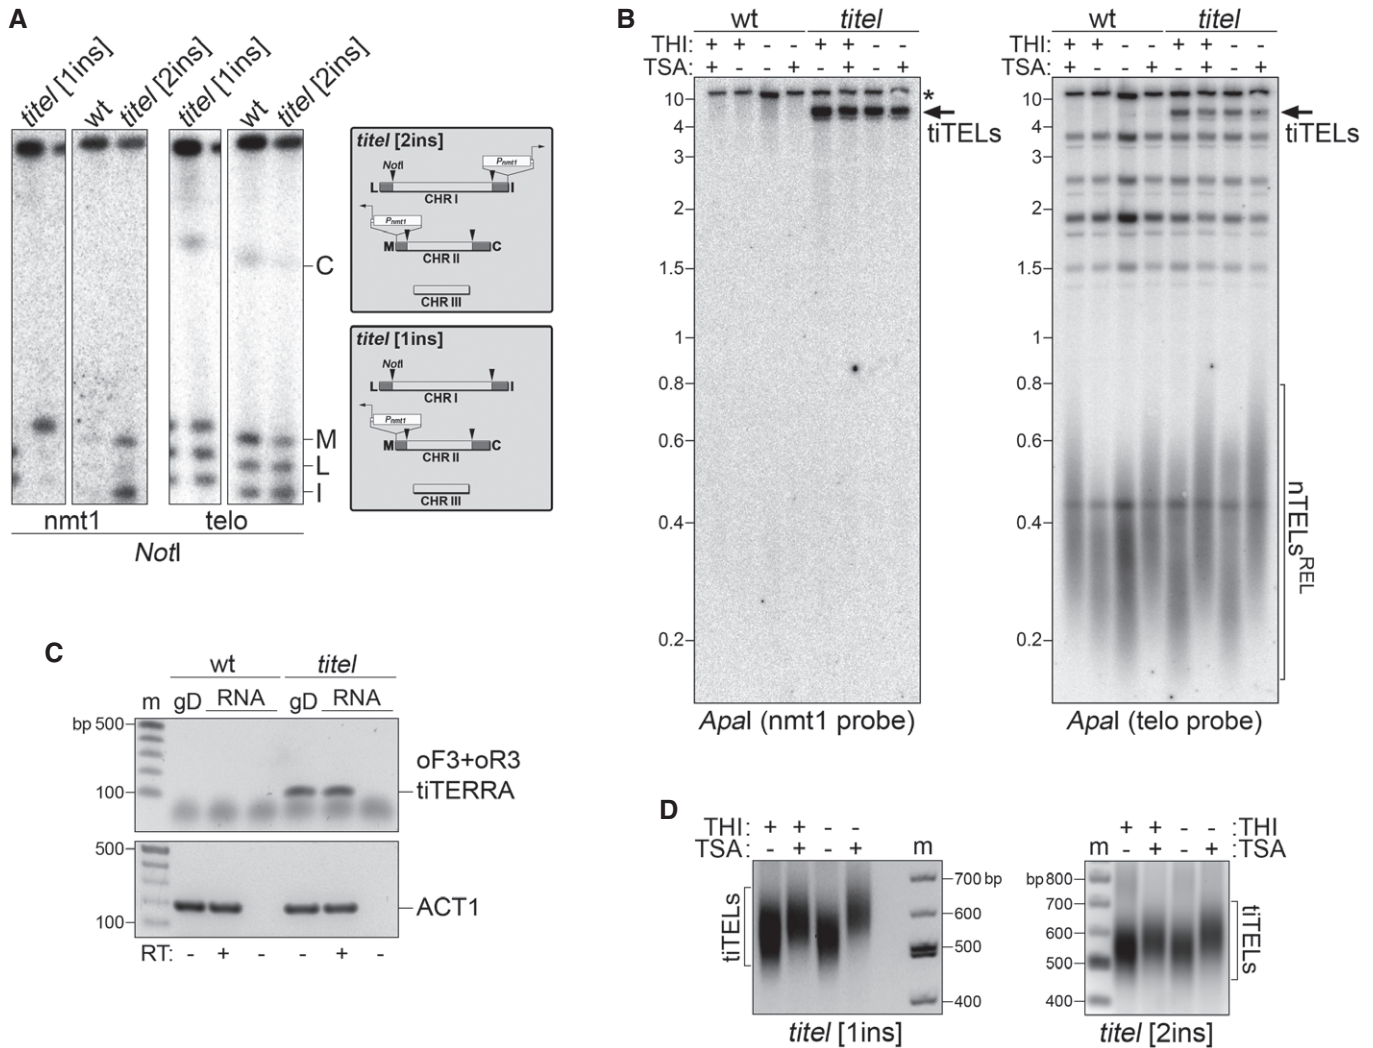 A
titel [1ins]
wt
titel [2ins]
titel [1ins]
wt
titel [2ins]
C
M
L
I
nmt1
telo
NotI
titel [2ins]
NotI
Pnmt1
L
I
CHR I
Pnmt1
M
C
CHR II
CHR III
titel [1ins]
NotI
L
I
CHR I
Pnmt1
M
C
CHR II
CHR III
B
wt titel
THI: + + - - + + - -
TSA: + - - + - + - +
10
4
3
2
1.5
1
0.8
0.6
0.4
0.2
*
tiTELs
ApaI (nmt1 probe)
wt titel
THI: + + - - + + - -
TSA: + - - + - + - +
10
4
3
2
1.5
1
0.8
0.6
0.4
0.2
tiTELs
nTELsREL
ApaI (telo probe)
C
wt titel
m gD RNA gD RNA
bp 500
100
oF3+oR3
tiTERRA
500
100
ACT1
RT: - + - - + -
D
THI: + + - -
TSA: - + - + m
tiTELs
700 bp
600
500
400
titel [1ins]
+ + - - :THI
m - + - + :TSA
bp 800
700
600
500
400
tiTELs
titel [2ins]